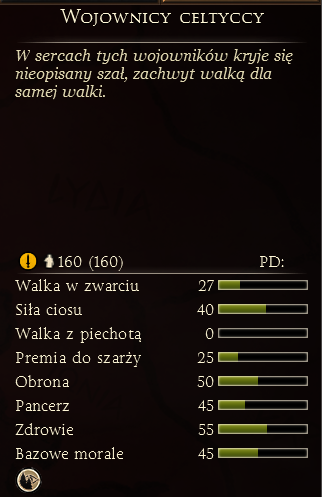 Wojownicy celtyccy
W sercach tych wojowników kryje się
nieopisany szał, zachwyt walką dla
samej walki.
160 (160) PD:
Walka w zwarciu 27
Siła ciosu 40
Walka z piechotą 0
Premia do szarży 25
Obrona 50
Pancerz 45
Zdrowie 55
Bazowe morale 45